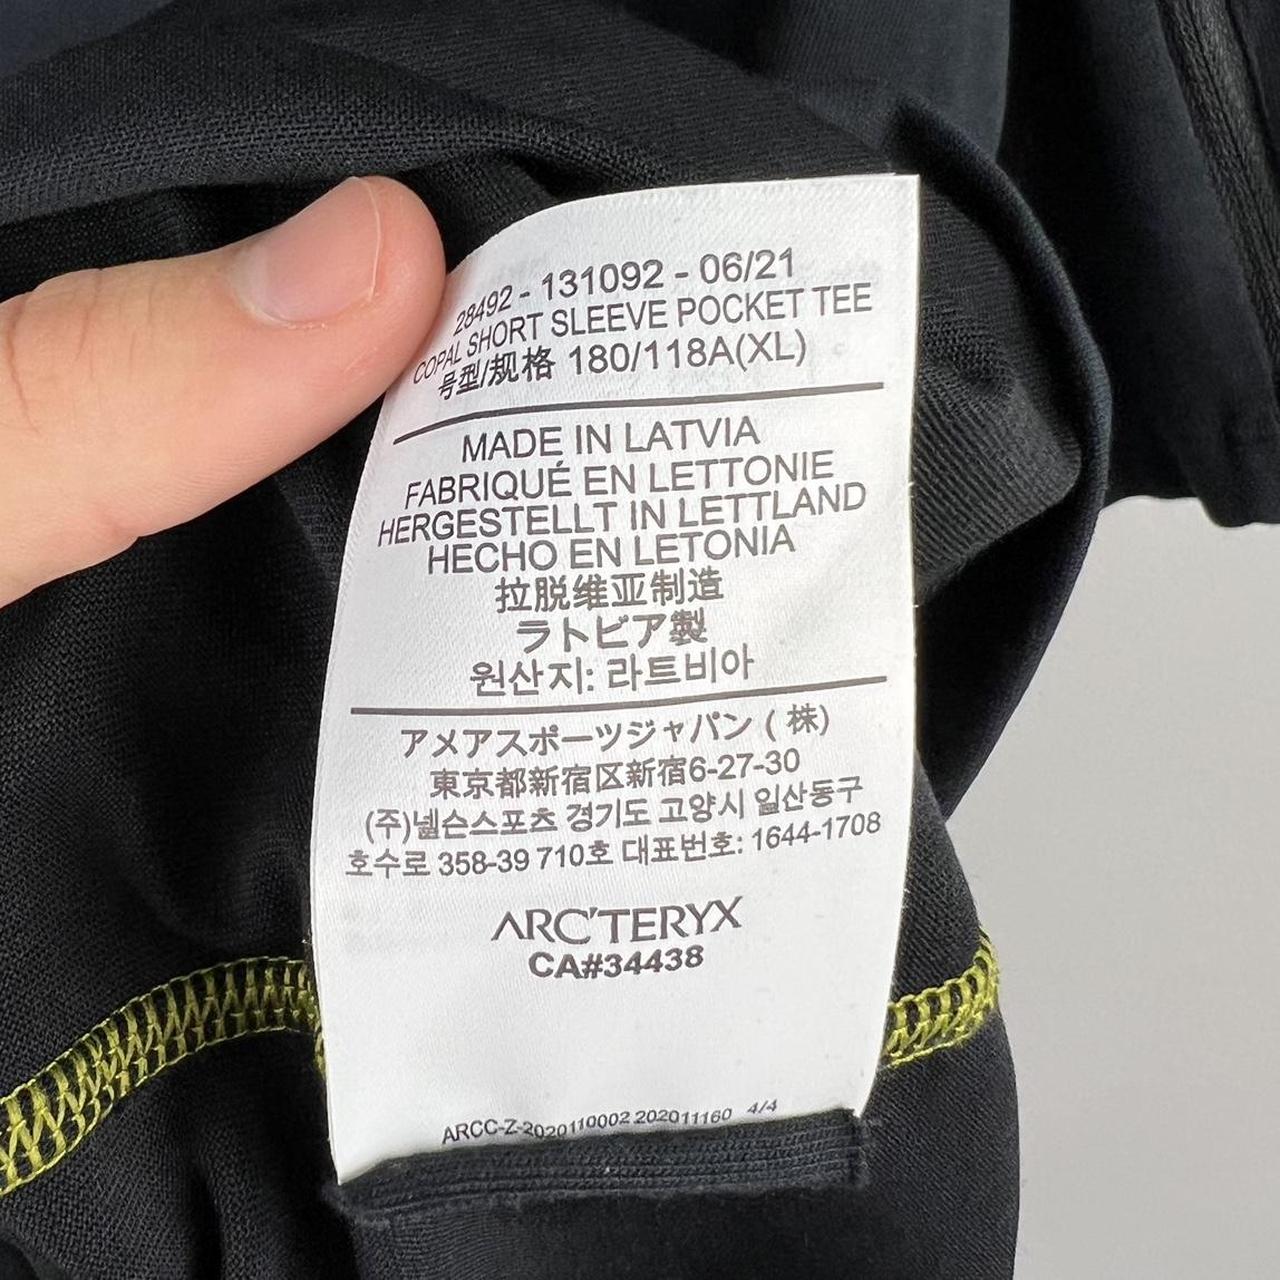 28492 - 131092 - 06/21
COPAL SHORT SLEEVE POCKET TEE
号型/规格 180/118A(XL)
MADE IN LATVIA
FABRIQUÉ EN LETTONIE
HERGESTELLT IN LETTLAND
HECHO EN LETONIA
拉脱维亚制造
ラトビア製
원산지: 라트비아
アメアスポーツジャパン ( 株)
東京都新宿区新宿6-27-30
(주)넬슨스포츠 경기도 고양시 일산동구
호수로 358-39 710호 대표번호: 1644-1708
ARC'TERYX
CA#34438
ARCC-Z-2020110002 202011160 4/4